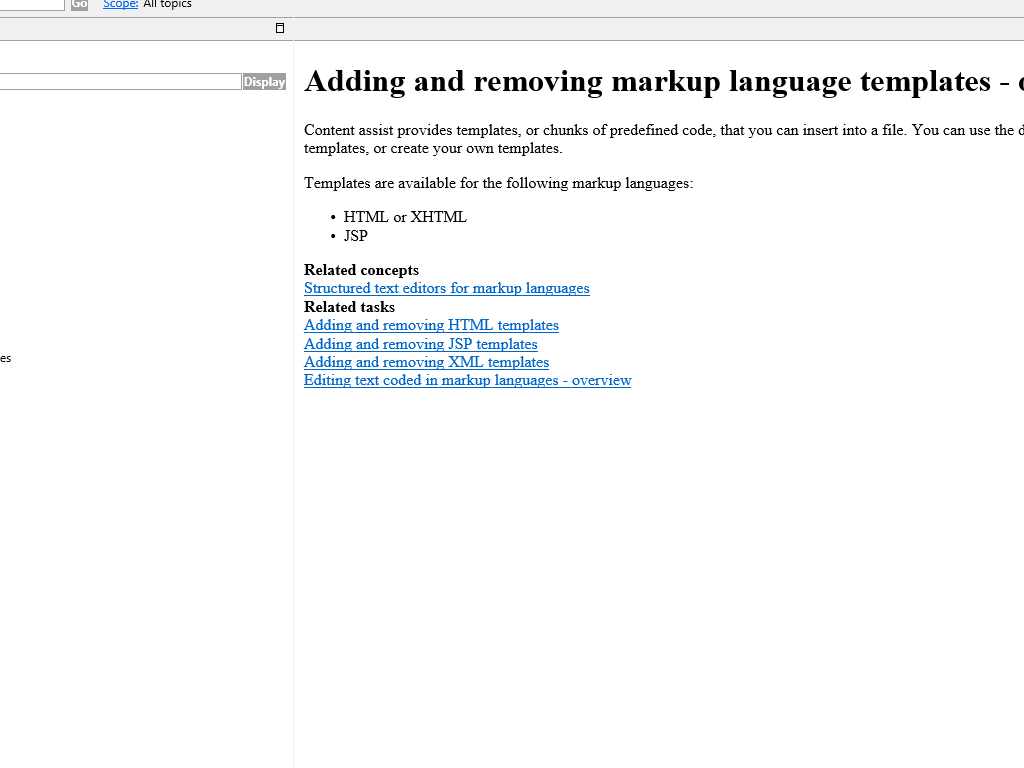 Go Scope: All topics
Display
es
Adding and removing markup language templates -
Content assist provides templates, or chunks of predefined code, that you can insert into a file. You can use the
templates, or create your own templates.
Templates are available for the following markup languages:
• HTML or XHTML
• JSP
Related concepts
Structured text editors for markup languages
Related tasks
Adding and removing HTML templates
Adding and removing JSP templates
Adding and removing XML templates
Editing text coded in markup languages - overview